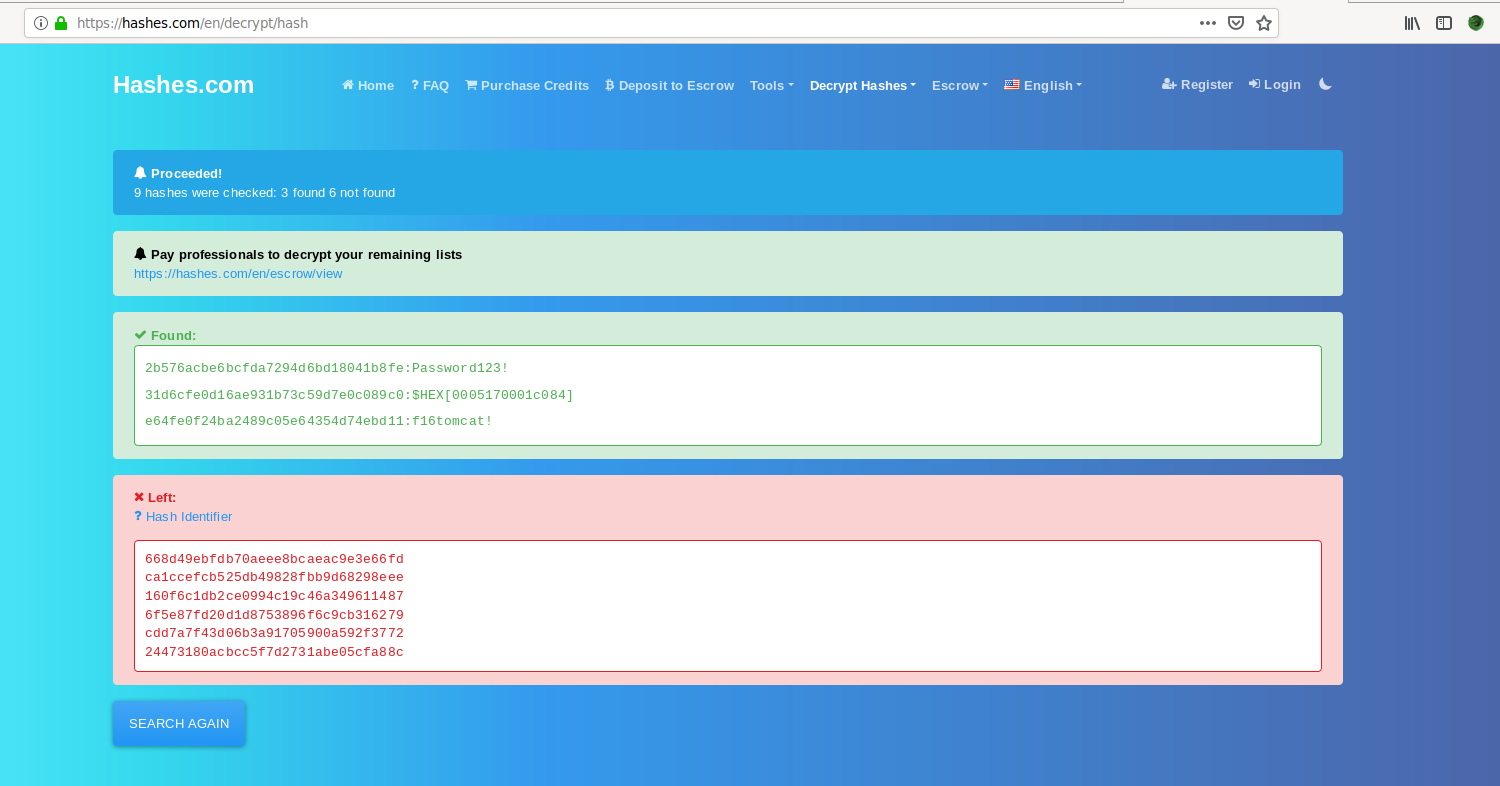 https://hashes.com/en/decrypt/hash
Hashes.com
Home
? FAQ
Purchase Credits
Deposit to Escrow
Tools
Decrypt Hashes
Escrow
English
Register
Login
Proceeded!
9 hashes were checked: 3 found 6 not found
Pay professionals to decrypt your remaining lists
https://hashes.com/en/escrow/view
Found:
2b576acbe6bcfda7294d6bd18041b8fe:Password123!
31d6cfe0d16ae931b73c59d7e0c089c0:$HEX[0005170001c084]
e64fe0f24ba2489c05e64354d74ebd11:f16tomcat!
Left:
? Hash Identifier
668d49ebfdb70aeee8bcaeac9e3e66fd
ca1ccefcb525db49828fbb9d68298eee
160f6c1db2ce0994c19c46a349611487
6f5e87fd20d1d8753896f6c9cb316279
cdd7a7f43d06b3a91705900a592f3772
24473180acbcc5f7d2731abe05cfa88c
SEARCH AGAIN